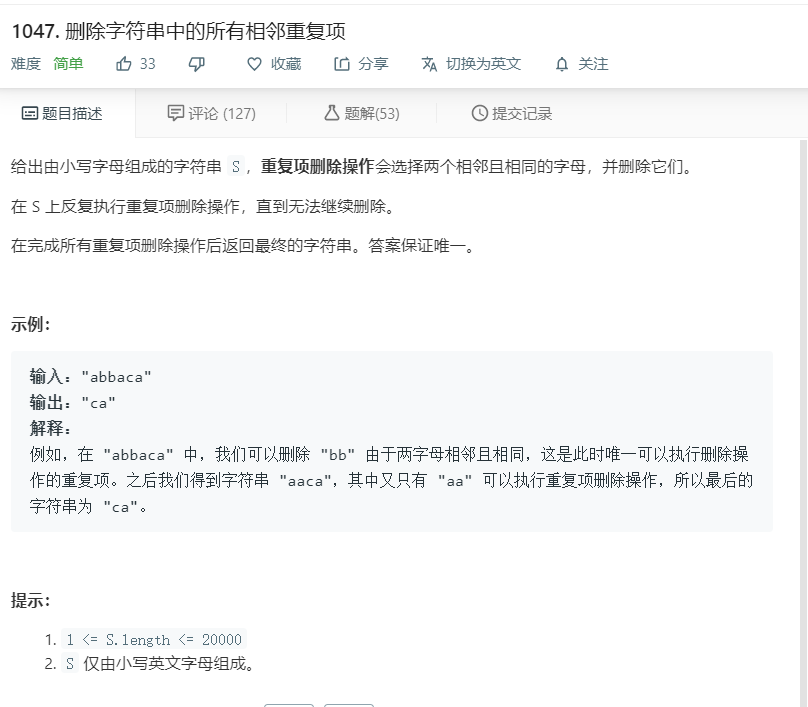 1047. 删除字符串中的所有相邻重复项
难度 简单 33 收藏 分享 切换为英文 关注
题目描述 评论 (127) 题解(53) 提交记录
给出由小写字母组成的字符串 S，重复项删除操作会选择两个相邻且相同的字母，并删除它们。
在 S 上反复执行重复项删除操作，直到无法继续删除。
在完成所有重复项删除操作后返回最终的字符串。答案保证唯一。
示例：
输入："abbaca"
输出："ca"
解释：
例如，在 "abbaca" 中，我们可以删除 "bb" 由于两字母相邻且相同，这是此时唯一可以执行删除操
作的重复项。之后我们得到字符串 "aaca"，其中又只有 "aa" 可以执行重复项删除操作，所以最后的
字符串为 "ca"。
提示：
1. 1 <= S.length <= 20000
2. S 仅由小写英文字母组成。